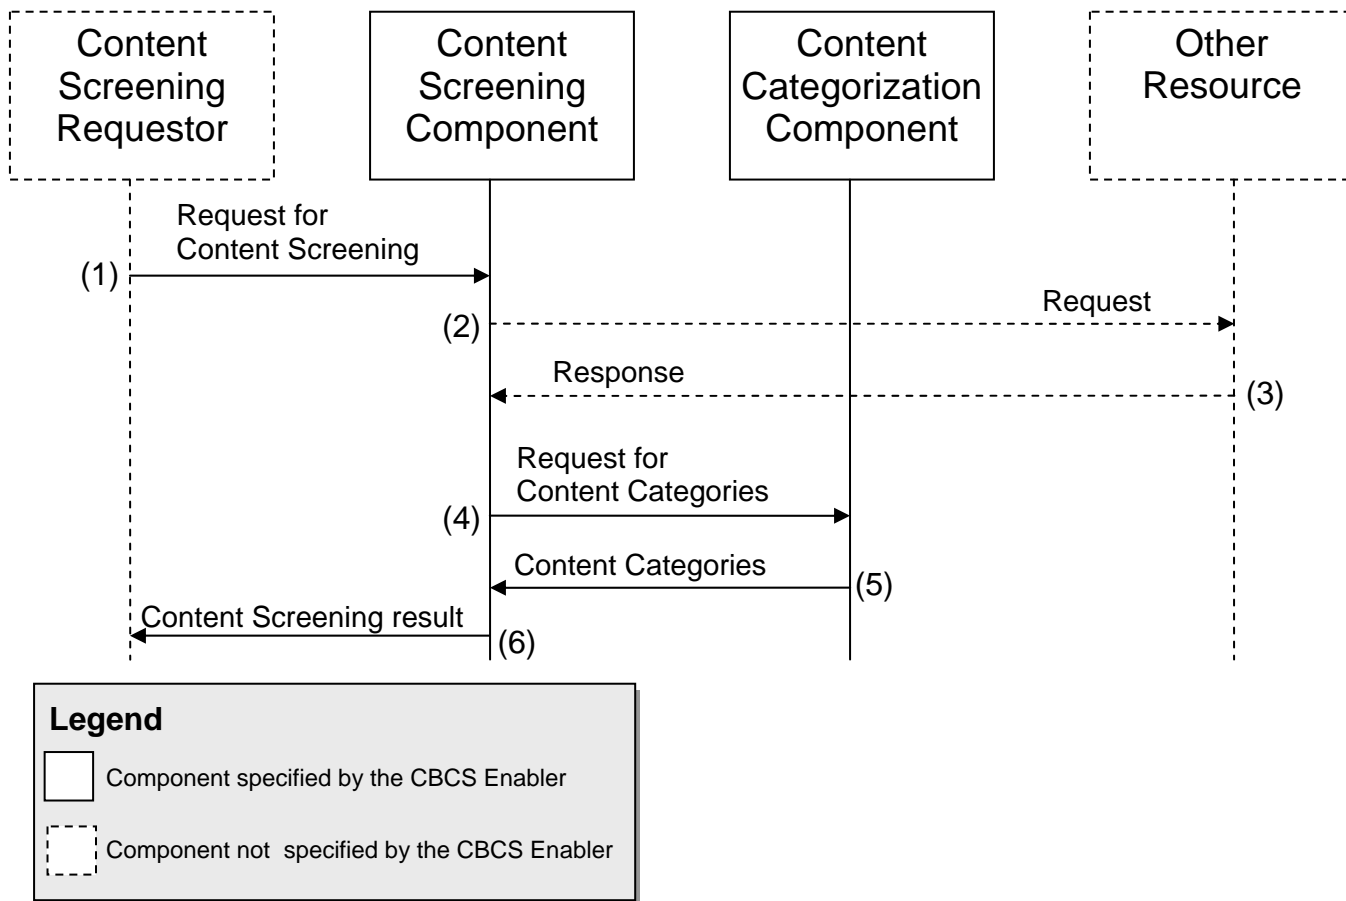 Content
Screening
Requestor
Content
Screening
Component
Content
Categorization
Component
Other
Resource
Request for
Content Screening
(1)
Request
(2)
Response
(3)
Request for
Content Categories
(4)
Content Categories
(5)
Content Screening result
(6)
Legend
Component specified by the CBCS Enabler
Component not specified by the CBCS Enabler